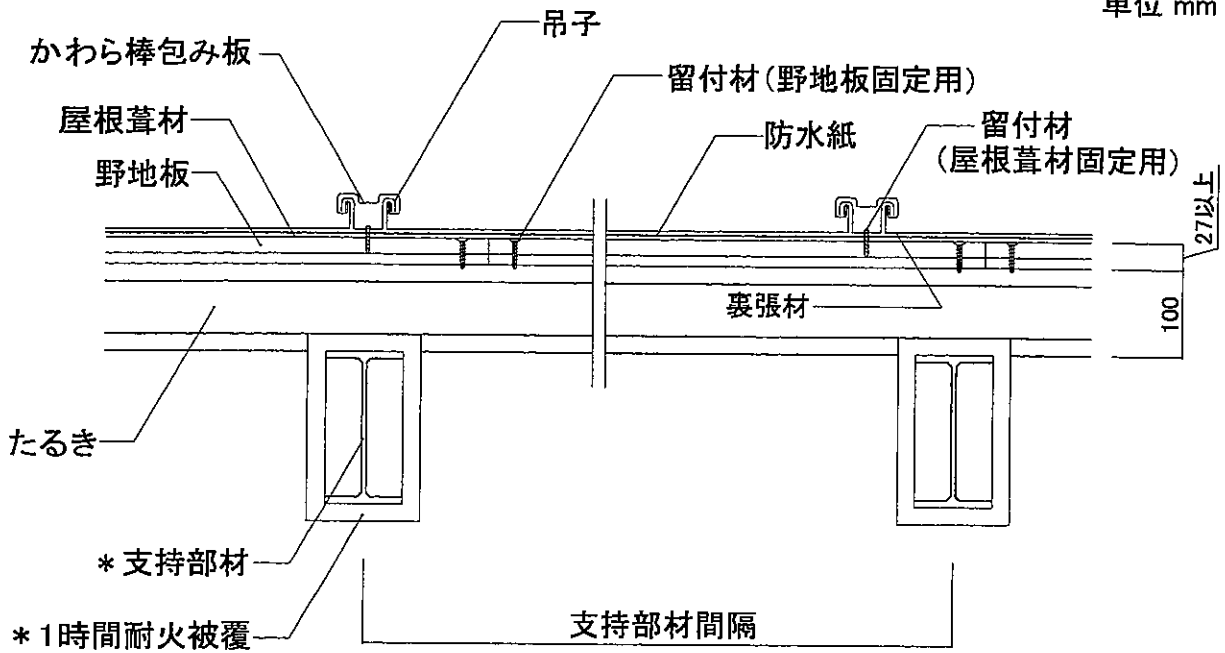 単位 mm
吊子
かわら棒包み板
留付材(野地板固定用)
屋根葺材
防水紙
留付材
(屋根葺材固定用)
野地板
27以上
裏張材
100
たるき
*支持部材
*1時間耐火被覆
支持部材間隔